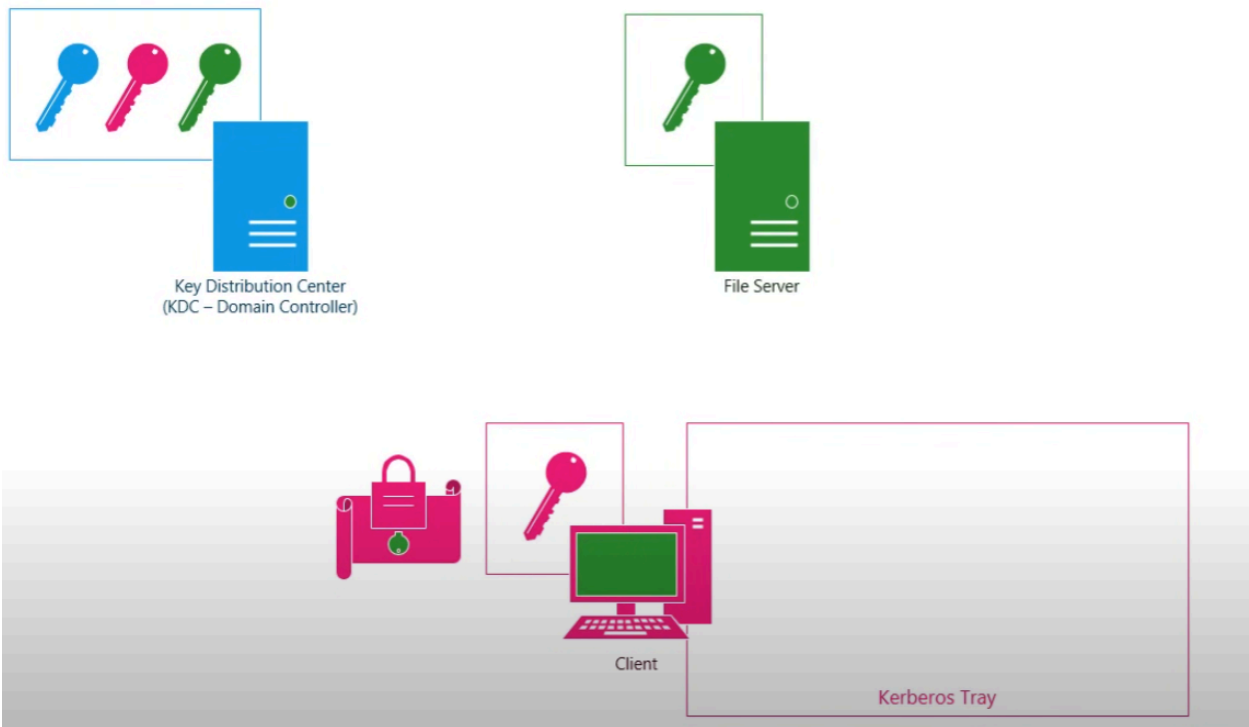 Key Distribution Center
(KDC – Domain Controller)
File Server
Client
Kerberos Tray